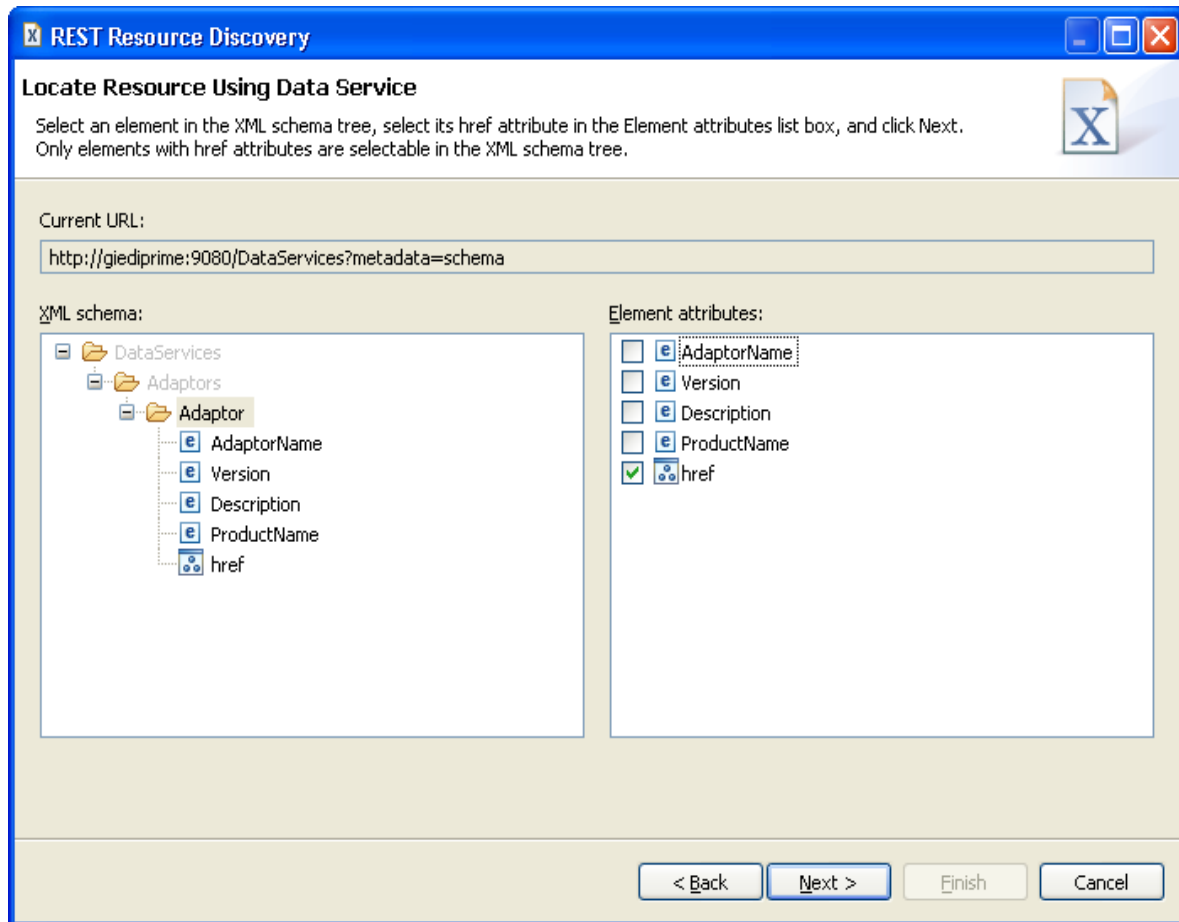 REST Resource Discovery
Locate Resource Using Data Service
Select an element in the XML schema tree, select its href attribute in the Element attributes list box, and click Next.
Only elements with href attributes are selectable in the XML schema tree.
X
Current URL:
http://giediprime:9080/DataServices?metadata=schema
XML schema:
DataServices
Adaptors
Adaptor
AdaptorName
Version
Description
ProductName
href
Element attributes:
AdaptorName
Version
Description
ProductName
href
< Back
Next >
Finish
Cancel